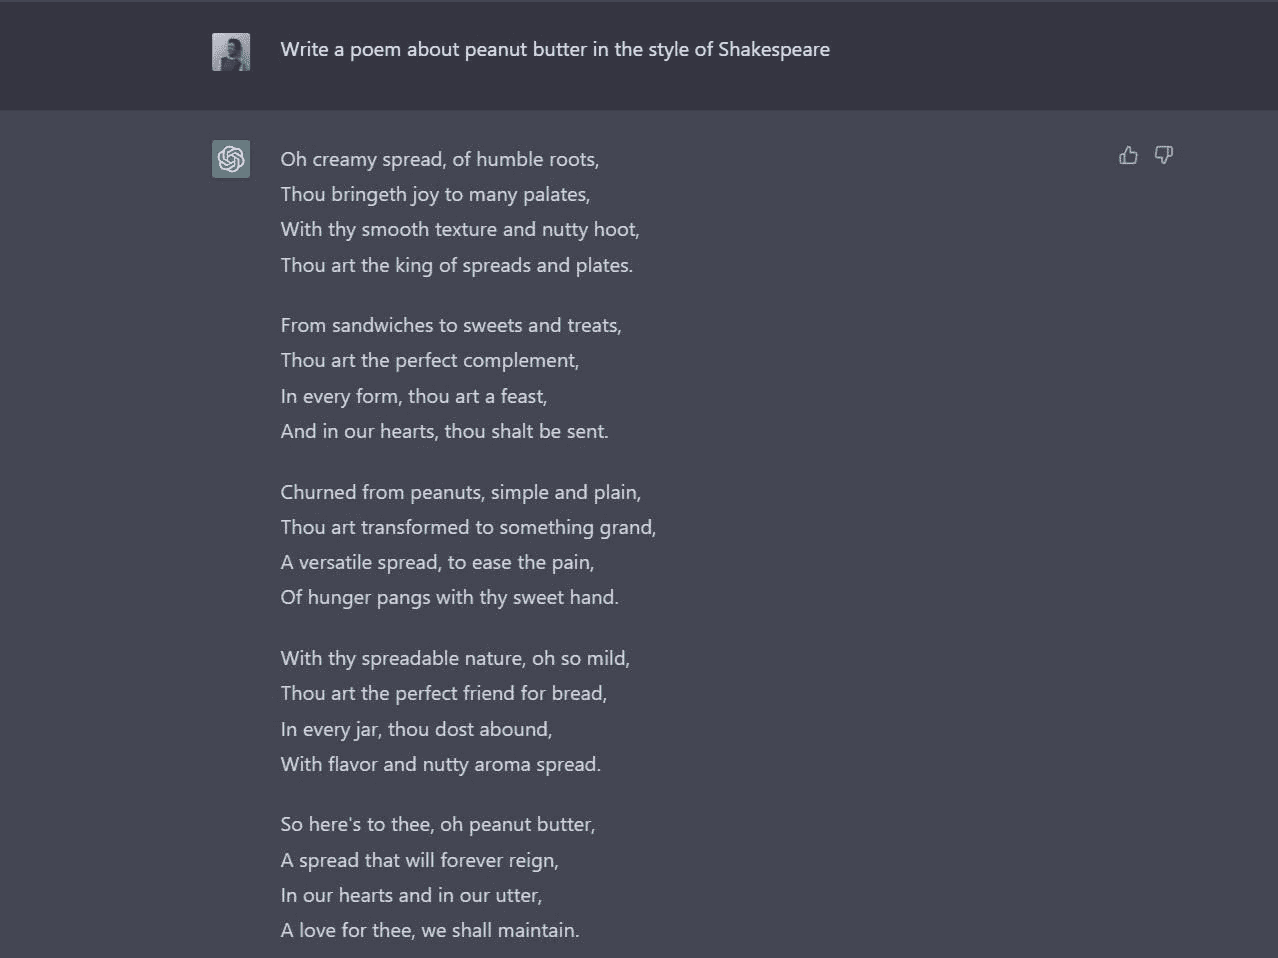 Write a poem about peanut butter in the style of Shakespeare
Oh creamy spread, of humble roots,
Thou bringeth joy to many palates,
With thy smooth texture and nutty hoot,
Thou art the king of spreads and plates.
From sandwiches to sweets and treats,
Thou art the perfect complement,
In every form, thou art a feast,
And in our hearts, thou shalt be sent.
Churned from peanuts, simple and plain,
Thou art transformed to something grand,
A versatile spread, to ease the pain,
Of hunger pangs with thy sweet hand.
With thy spreadable nature, oh so mild,
Thou art the perfect friend for bread,
In every jar, thou dost abound,
With flavor and nutty aroma spread.
So here's to thee, oh peanut butter,
A spread that will forever reign,
In our hearts and in our utter,
A love for thee, we shall maintain.